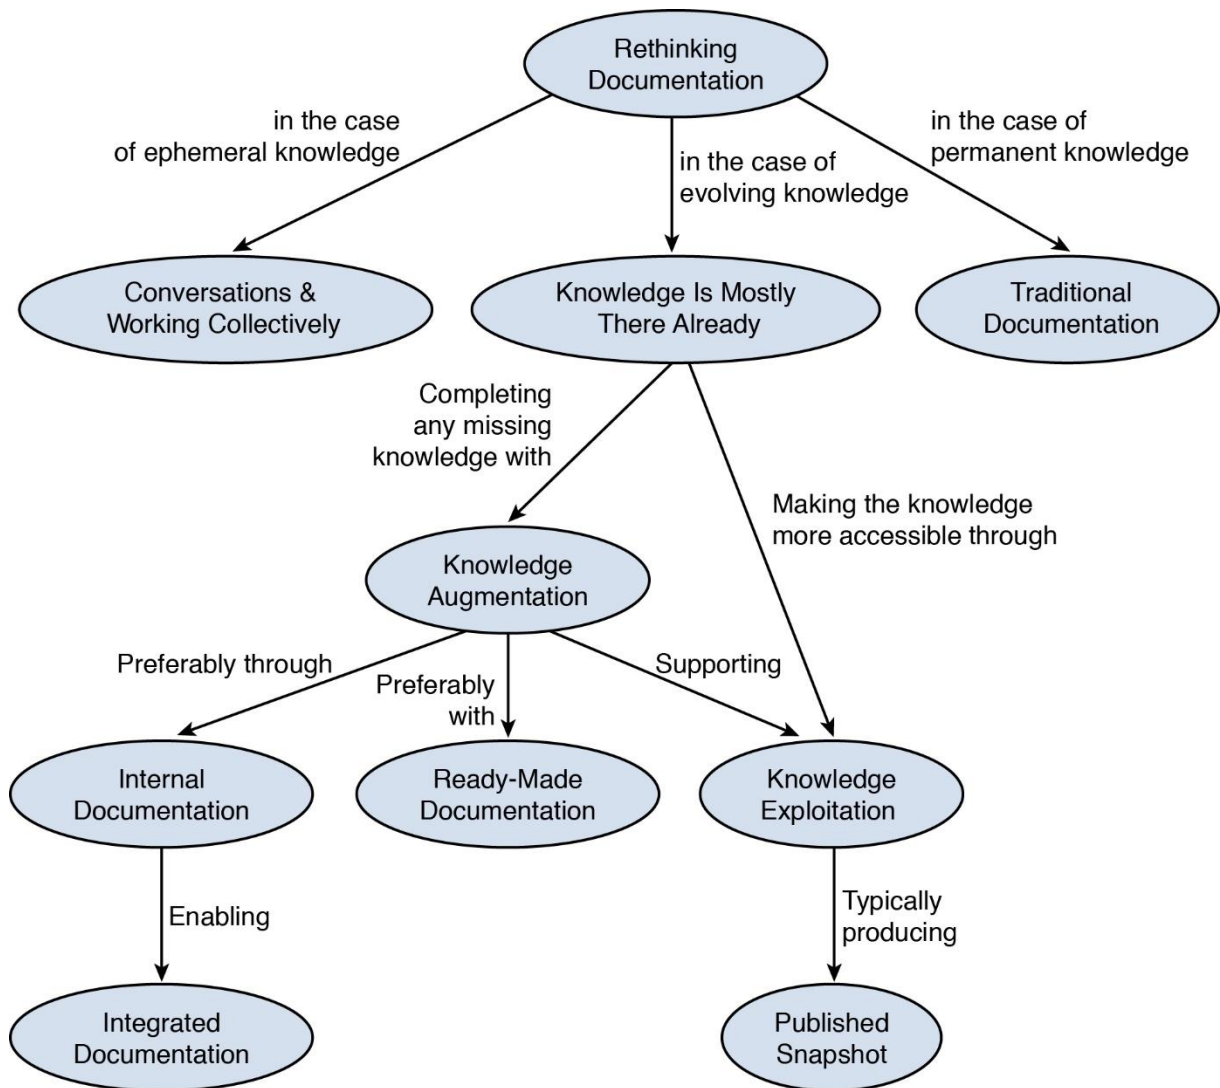 Rethinking
Documentation
in the case
of ephemeral knowledge
in the case of
evolving knowledge
in the case of
permanent knowledge
Conversations &
Working Collectively
Knowledge Is Mostly
There Already
Traditional
Documentation
Completing
any missing
knowledge with
Making the knowledge
more accessible through
Knowledge
Augmentation
Preferably through
Preferably
with
Supporting
Internal
Documentation
Ready-Made
Documentation
Knowledge
Exploitation
Enabling
Typically
producing
Integrated
Documentation
Published
Snapshot